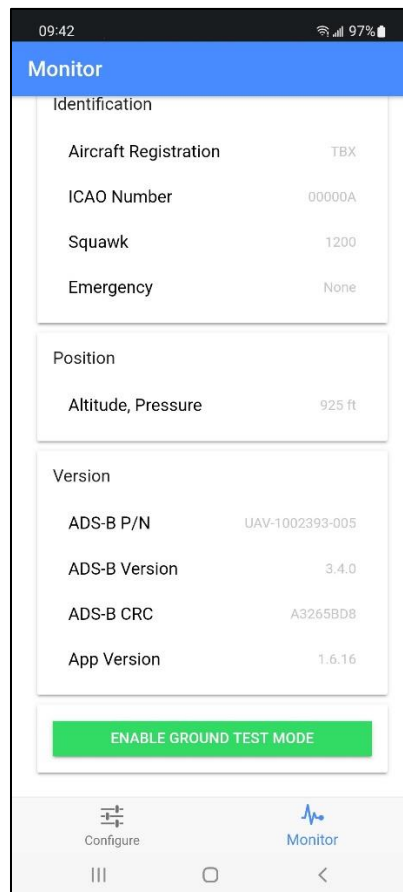 09:42 97%
Monitor
Identification
Aircraft Registration TBX
ICAO Number 00000A
Squawk 1200
Emergency None
Position
Altitude, Pressure 925 ft
Version
ADS-B P/N UAV-1002393-005
ADS-B Version 3.4.0
ADS-B CRC A3265BD8
App Version 1.6.16
ENABLE GROUND TEST MODE
Configure Monitor